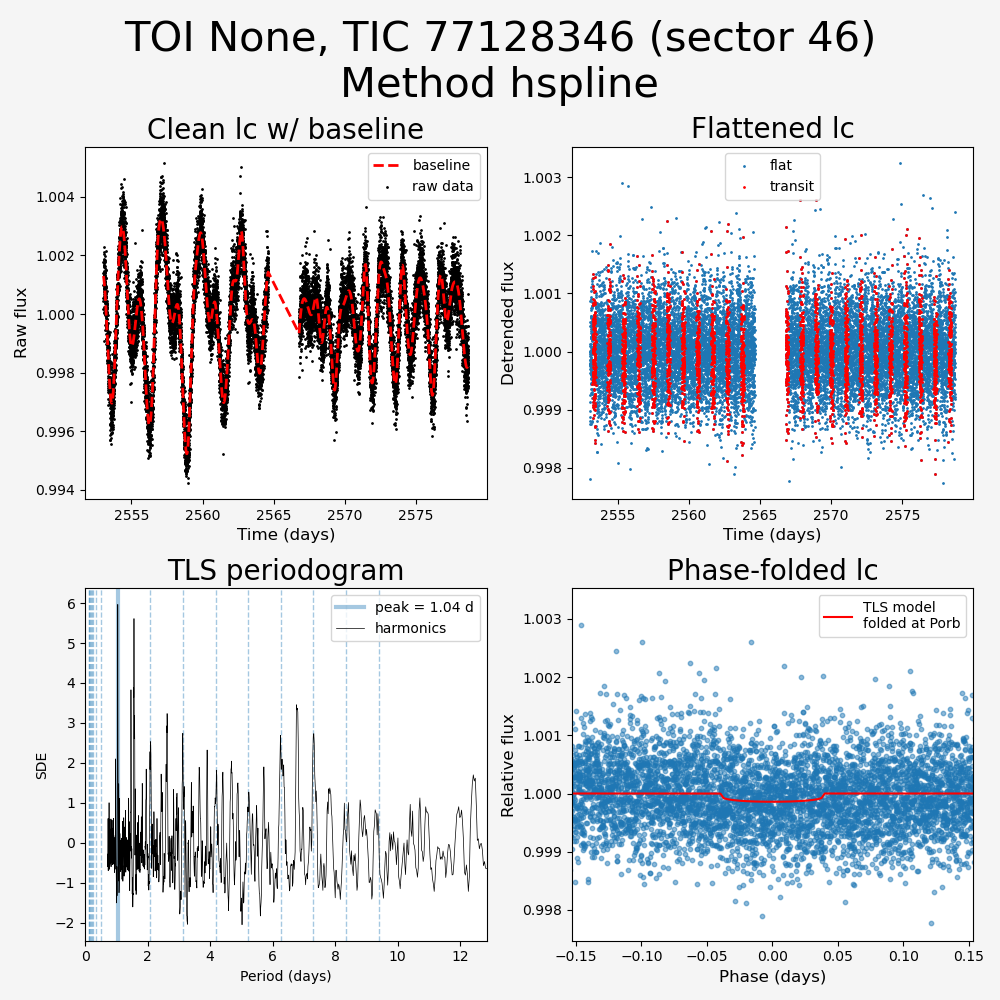 TOI None, TIC 77128346 (sector 46)
Method hspline
Clean lc w/ baseline
baseline
raw data
Raw flux
0.994
0.996
0.998
1.000
1.002
1.004
2555
2560
2565
2570
2575
Time (days)
Flattened lc
flat
transit
Detrended flux
0.998
0.999
1.000
1.001
1.002
1.003
2555
2560
2565
2570
2575
Time (days)
TLS periodogram
peak = 1.04 d
harmonics
SDE
−2
−1
0
1
2
3
4
5
6
0
2
4
6
8
10
12
Period (days)
Phase-folded lc
TLS model
folded at Porb
Relative flux
0.998
0.999
1.000
1.001
1.002
1.003
−0.15
−0.10
−0.05
0.00
0.05
0.10
0.15
Phase (days)